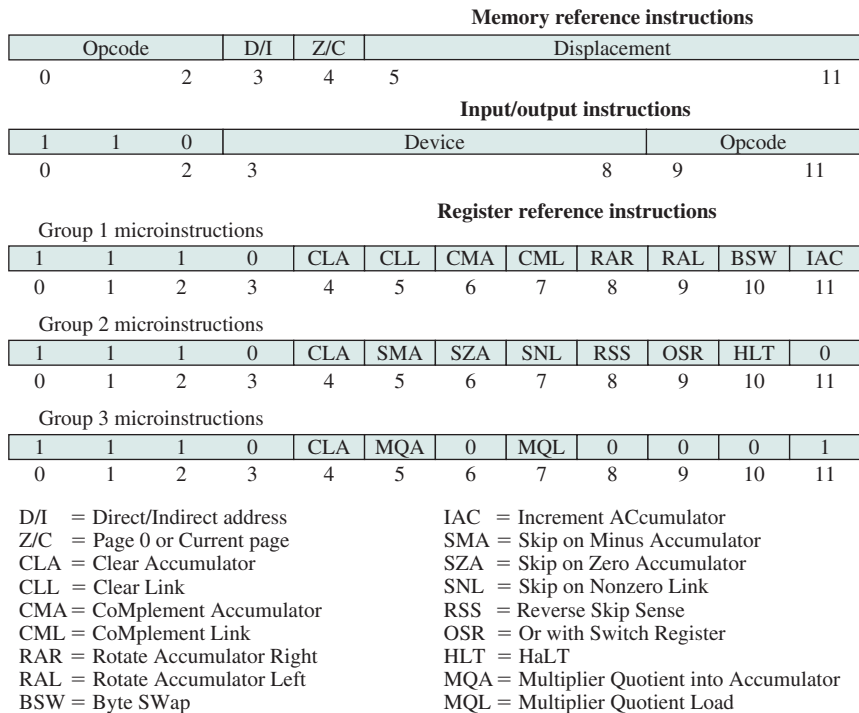 Memory reference instructions
Opcode D/I Z/C Displacement
0 2 3 4 5 11
Input/output instructions
1 1 0 Device Opcode
0 2 3 8 9 11
Register reference instructions
Group 1 microinstructions
1 1 1 0 CLA CLL CMA CML RAR RAL BSW IAC
0 1 2 3 4 5 6 7 8 9 10 11
Group 2 microinstructions
1 1 1 0 CLA SMA SZA SNL RSS OSR HLT 0
0 1 2 3 4 5 6 7 8 9 10 11
Group 3 microinstructions
1 1 1 0 CLA MQA 0 MQL 0 0 0 1
0 1 2 3 4 5 6 7 8 9 10 11
D/I = Direct/Indirect address
Z/C = Page 0 or Current page
CLA = Clear Accumulator
CLL = Clear Link
CMA = CoMplement Accumulator
CML = CoMplement Link
RAR = Rotate Accumulator Right
RAL = Rotate Accumulator Left
BSW = Byte SWap
IAC = Increment ACcumulator
SMA = Skip on Minus Accumulator
SZA = Skip on Zero Accumulator
SNL = Skip on Nonzero Link
RSS = Reverse Skip Sense
OSR = Or with Switch Register
HLT = HaLT
MQA = Multiplier Quotient into Accumulator
MQL = Multiplier Quotient Load